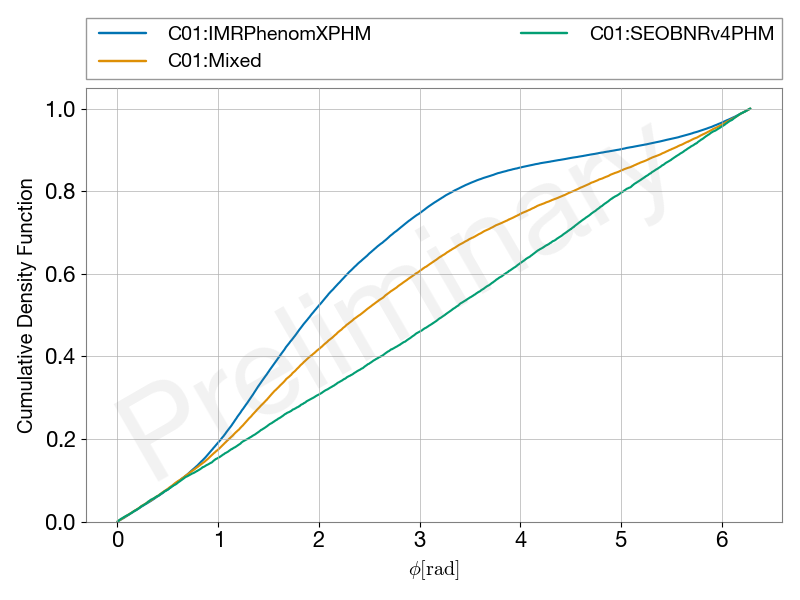 C01:IMRPhenomXPHM
C01:Mixed
C01:SEOBNRv4PHM
Preliminary
Cumulative Density Function
1.0
0.8
0.6
0.4
0.2
0.0
0 1 2 3 4 5 6
ϕ[rad]